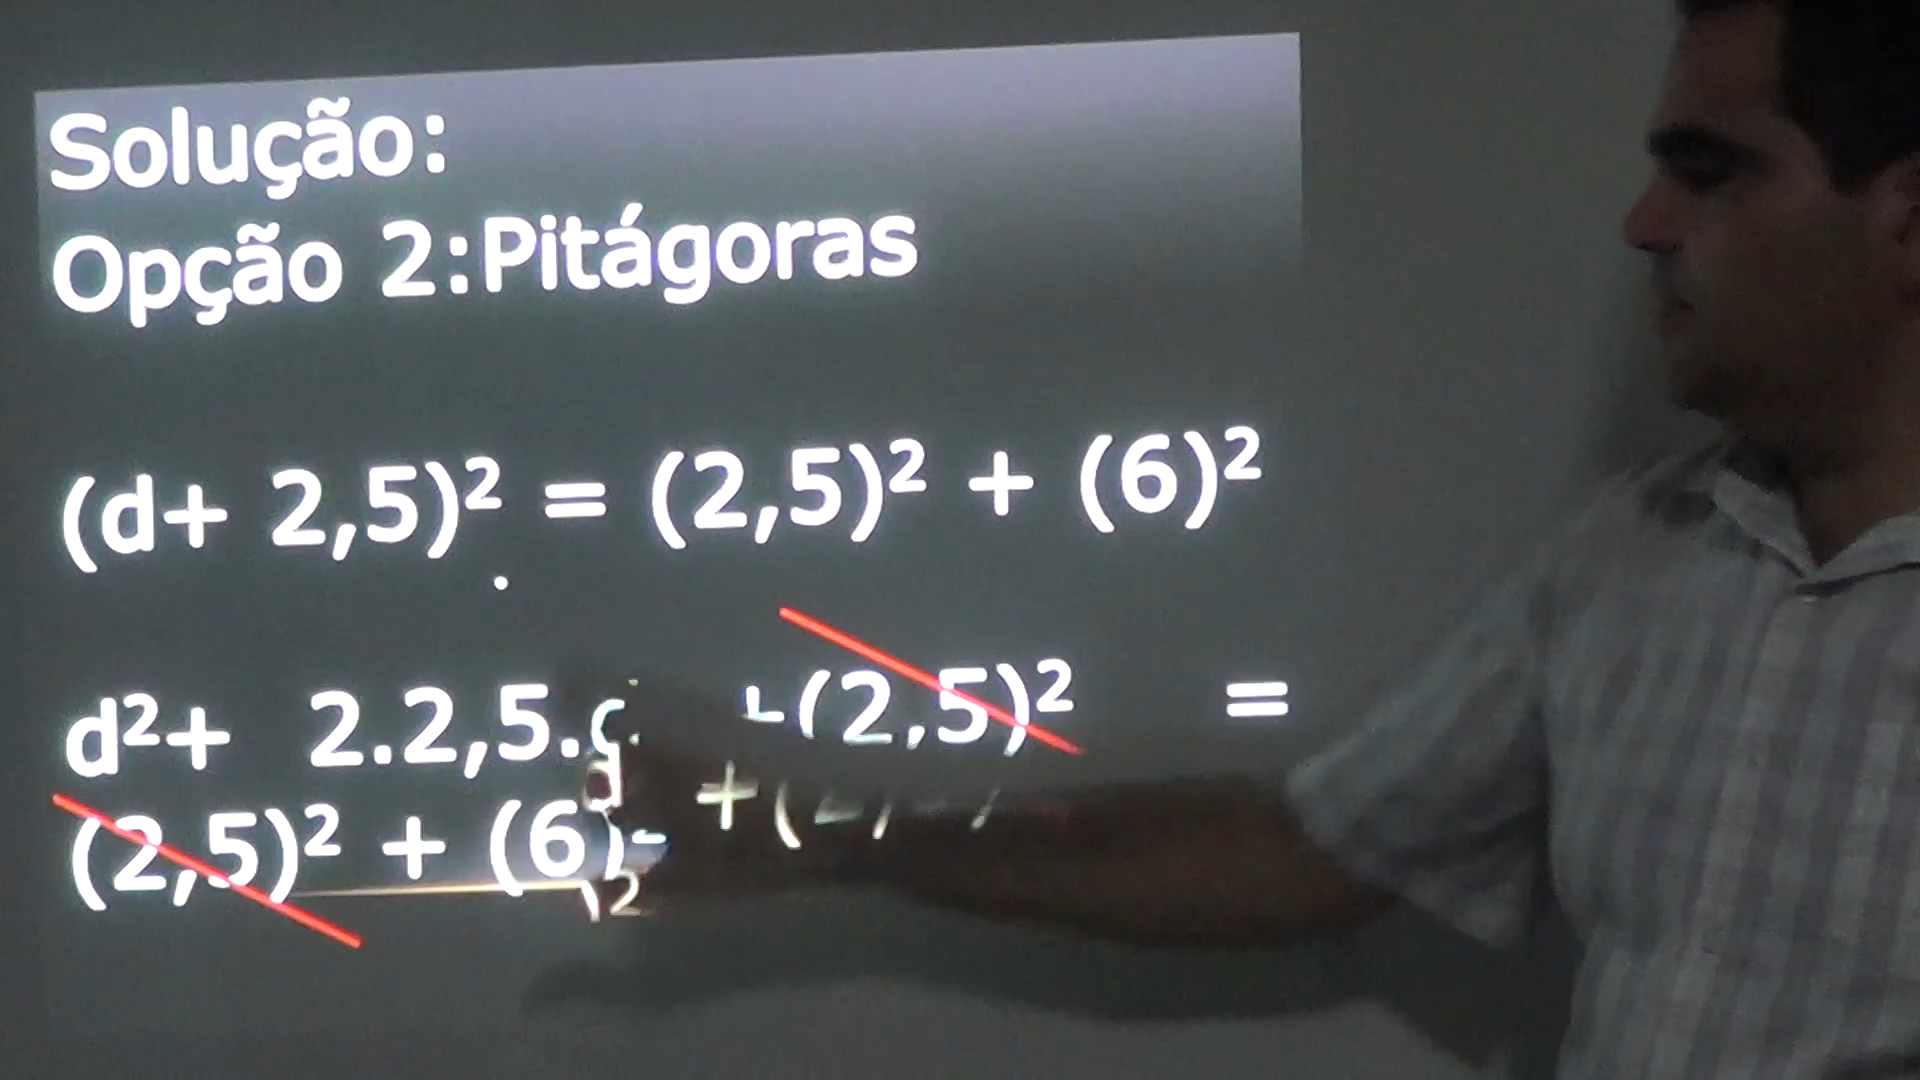 Solução:
Opção 2:Pitágoras
(d+ 2,5)² = (2,5)² + (6)²
d²+ 2.2,5. +(2,5)² =
(2,5)² + (6)